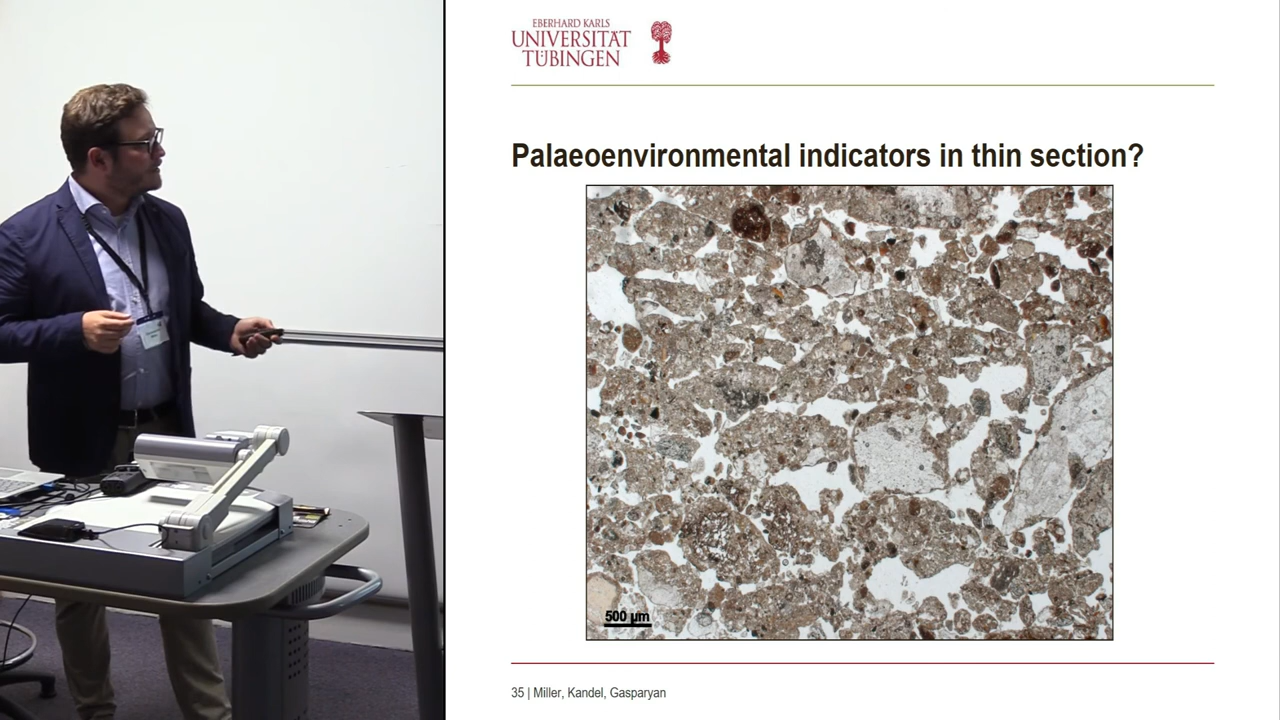 EBERHARD KARLS
UNIVERSITÄT
TÜBINGEN
Palaeoenvironmental indicators in thin section?
500 µm
35 | Miller, Kandel, Gasparyan